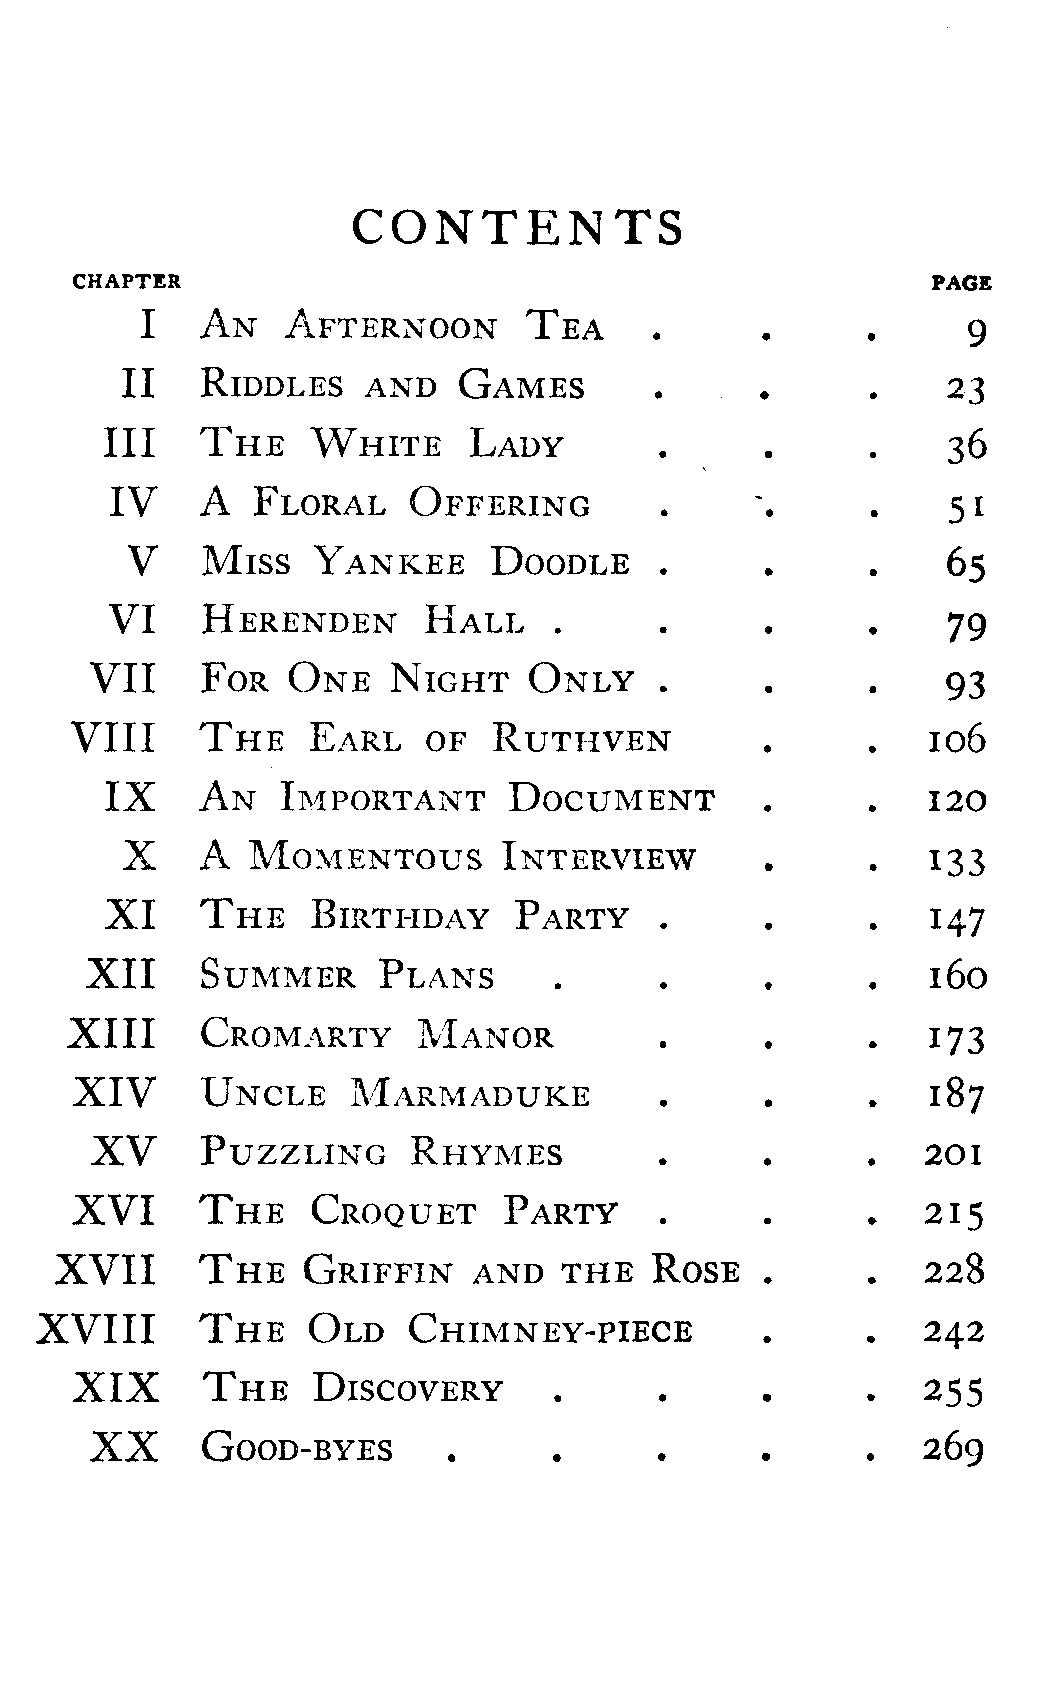 CONTENTS
CHAPTER PAGE
I An Afternoon Tea . . . 9
II Riddles and Games . . . 23
III The White Lady . . . 36
IV A Floral Offering . . . 51
V Miss Yankee Doodle . . . 65
VI Herenden Hall . . . . 79
VII For One Night Only . . . 93
VIII The Earl of Ruthven . . 106
IX An Important Document . . 120
X A Momentous Interview . . 133
XI The Birthday Party . . . 147
XII Summer Plans . . . . 160
XIII Cromarty Manor . . . 173
XIV Uncle Marmaduke . . . 187
XV Puzzling Rhymes . . . 201
XVI The Croquet Party . . . 215
XVII The Griffin and the Rose . . 228
XVIII The Old Chimney-piece . . 242
XIX The Discovery . . . . 255
XX Good-byes . . . . . 269